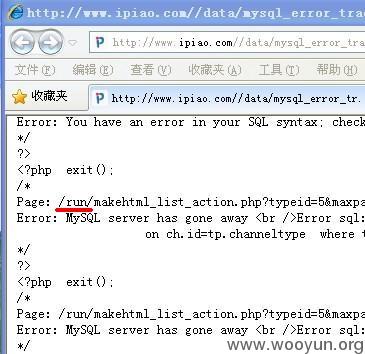 http://www.ipiao.com//data/mysql_error_tra
http://www.ipiao.com//data/mysql_error_tra
文件(F) 编辑(E) 查看(V) 收藏夹(A) 工具(T) 帮助(H)
收藏夹 http://www.ipiao.com//data/mysql_error_tr.
Error: You have an error in your SQL syntax; check
*/
?>
<?php exit();
/*
Page: /run/makehtml_list_action.php?typeid=5&maxpa
Error: MySQL server has gone away <br />Error sql:
on ch.id=tp.channeltype where t
*/
?>
<?php exit();
/*
Page: /run/makehtml_list_action.php?typeid=5&maxpa
Error: MySQL server has gone away <br />Error sql:
*/
www.wooyun.org